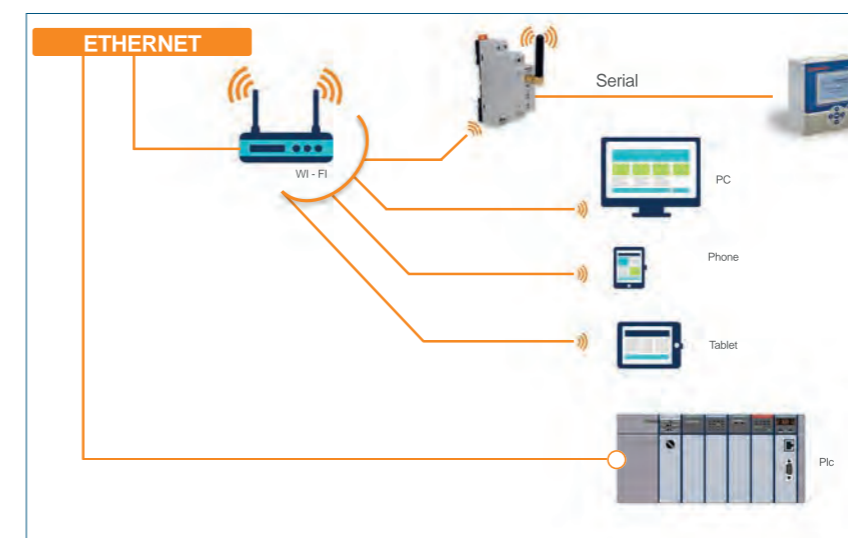 ETHERNET
Serial
WI - FI
PC
Phone
Tablet
Plc